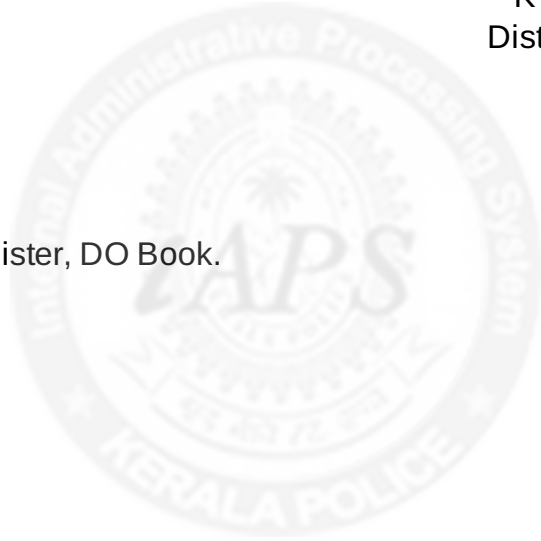 Dist
ister, DO Book.
Internal Administrative Processing System
iAPS
KERALA POLICE